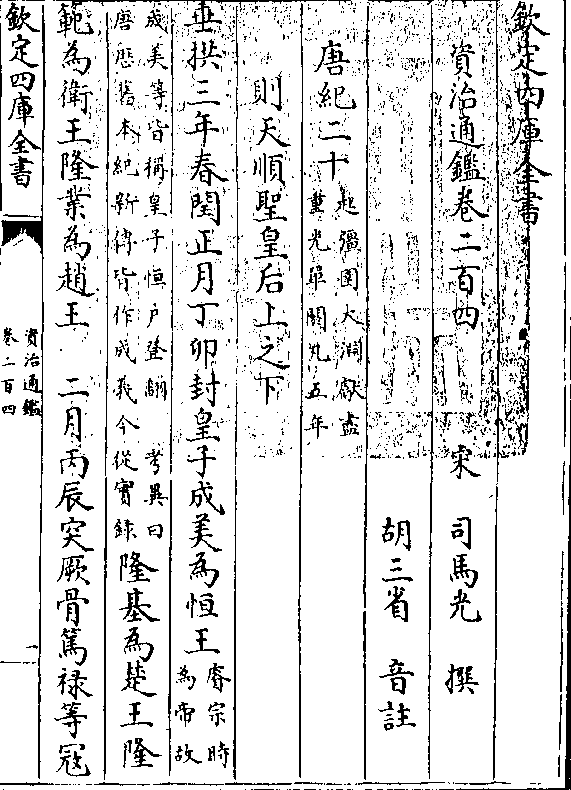 欽定四庫全書
資治通鑑卷二百四
宋 司馬光 撰
胡三省 音註
唐紀二十
起彊圉大淵獻盡
重光單閼凡五年
則天順聖皇后上之下
垂拱三年春閏正月丁卯封皇子成美為恒王
睿宗時
為帝故
成美等皆稱皇子恒戶登翻 考異曰
唐歷舊本紀新傳皆作成義今從實錄
隆基為楚王隆
範為衛王隆業為趙王 二月丙辰突厥骨篤祿等寇
欽定四庫全書
資治通鑑
卷二百四
一